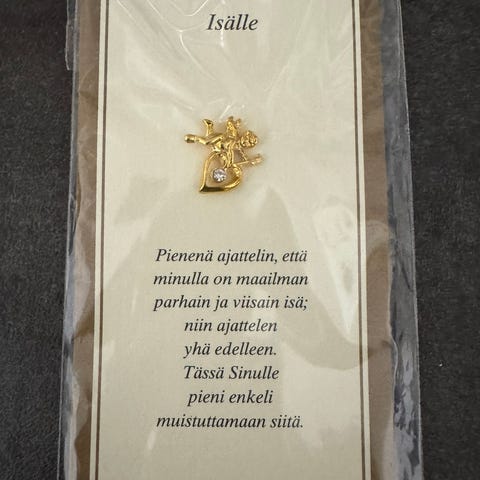 Isälle
Pienenä ajattelin, että
minulla on maailman
parhain ja viisain isä;
niin ajattelen
yhä edelleen.
Tässä Sinulle
pieni enkeli
muistuttamaan siitä.